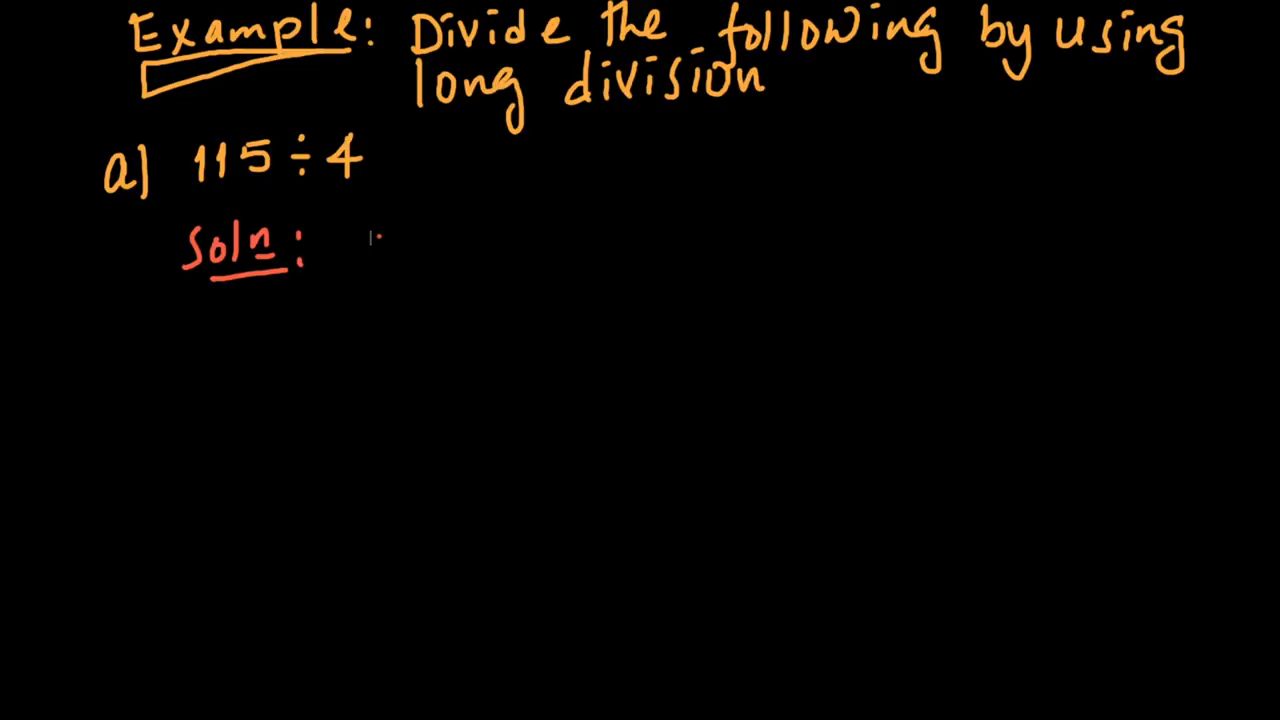 Example: Divide the following by using
long division
a) 115 ÷ 4
Soln: